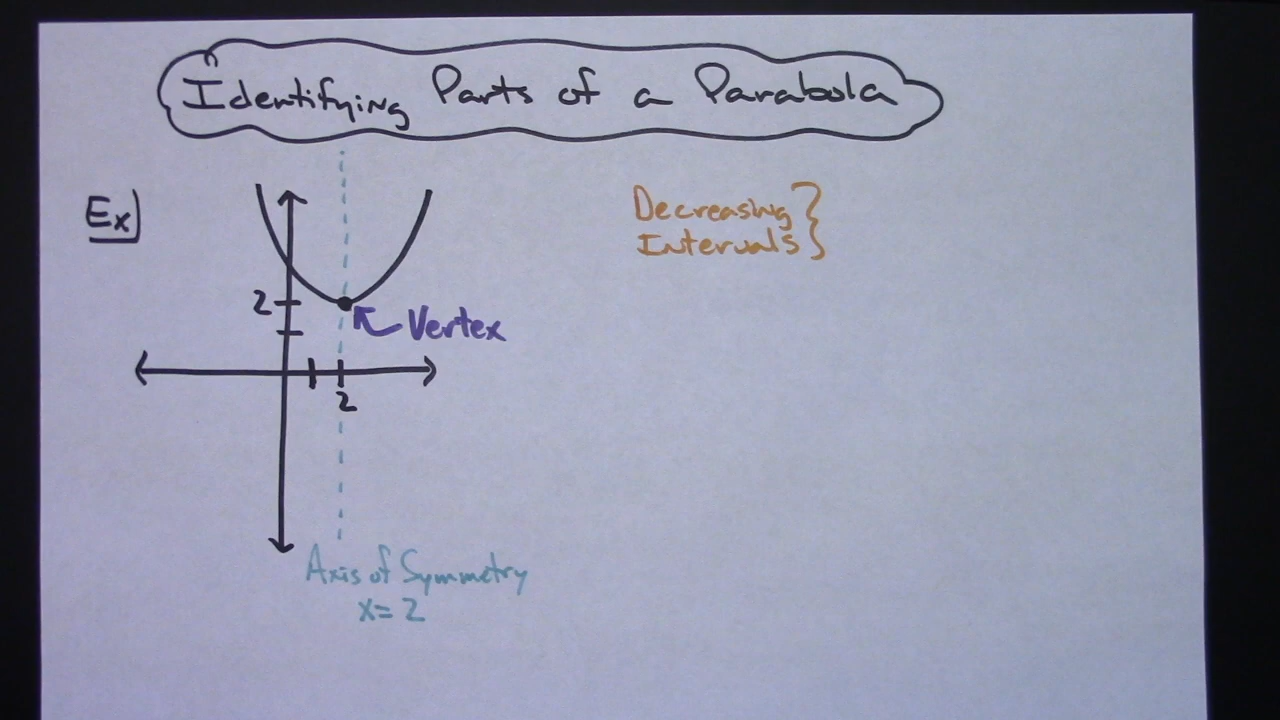 Identifying Parts of a Parabola
Ex)
Decreasing
Intervals
2
Vertex
2
Axis of Symmetry
x=2